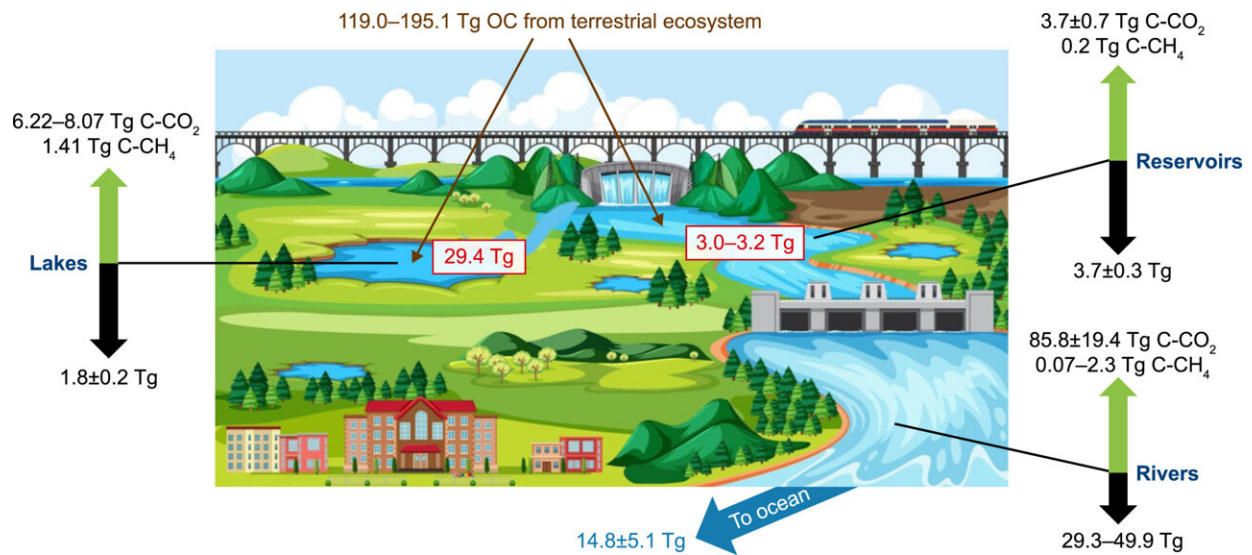 119.0–195.1 Tg OC from terrestrial ecosystem
3.7±0.7 Tg C-CO₂
0.2 Tg C-CH₄
6.22–8.07 Tg C-CO₂
1.41 Tg C-CH₄
Reservoirs
3.0–3.2 Tg
29.4 Tg
Lakes
3.7±0.3 Tg
85.8±19.4 Tg C-CO₂
0.07–2.3 Tg C-CH₄
1.8±0.2 Tg
Rivers
To ocean
14.8±5.1 Tg
29.3–49.9 Tg